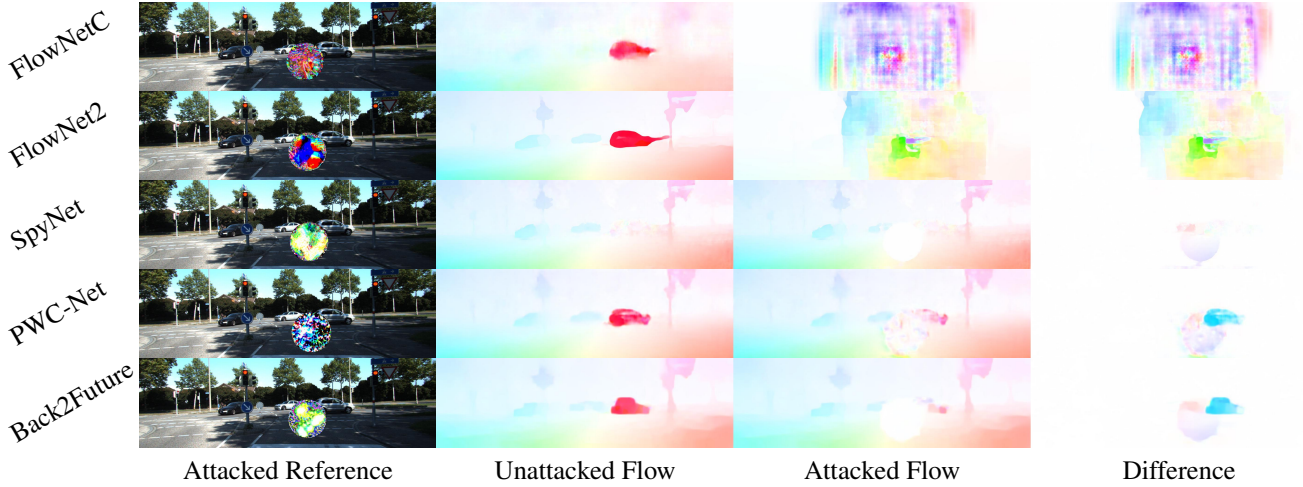 FlowNetC
FlowNet2
SpyNet
PWC-Net
Back2Future
Attacked Reference
Unattacked Flow
Attacked Flow
Difference